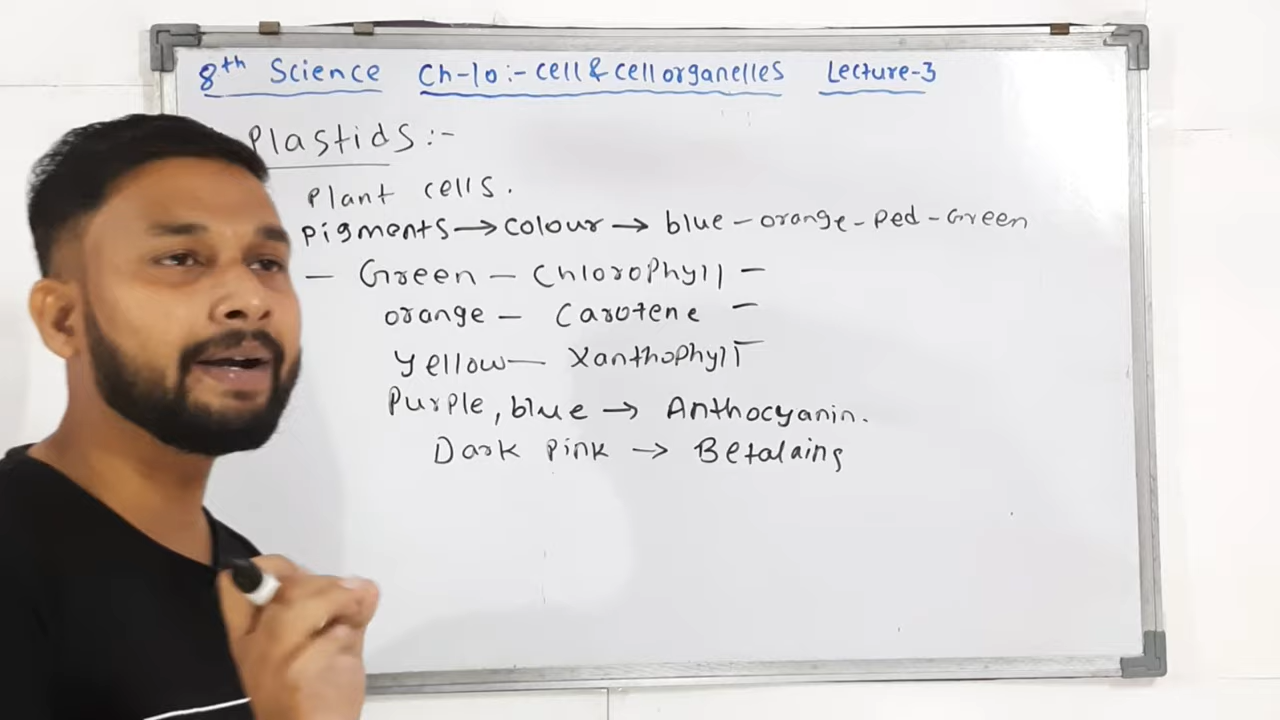 8th Science Ch-10:- cell & cell organelles Lecture-3
Plastids:-
Plant cells.
pigments → colour → blue - orange - Red - Green
- Green - Chlorophyll -
orange - Carotene -
Yellow - Xanthophyll -
Purple, blue → Anthocyanin.
Dark pink → Betalains